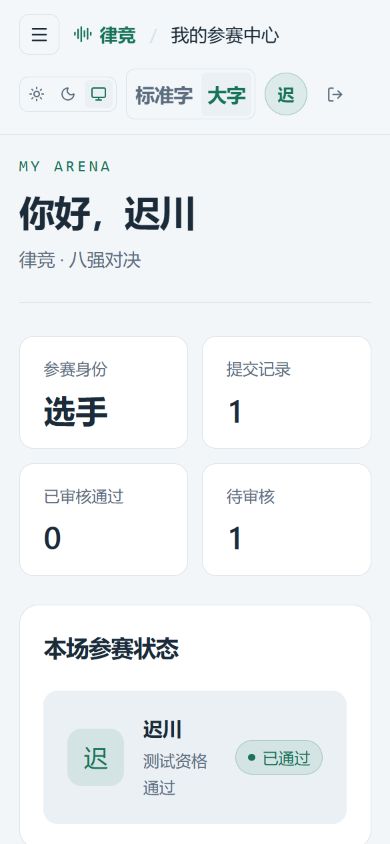 律竞 / 我的参赛中心
标准字 大字 迟
MY ARENA
你好，迟川
律竞 · 八强对决
参赛身份
选手
提交记录
1
已审核通过
0
待审核
1
本场参赛状态
迟
迟川
测试资格
通过
已通过